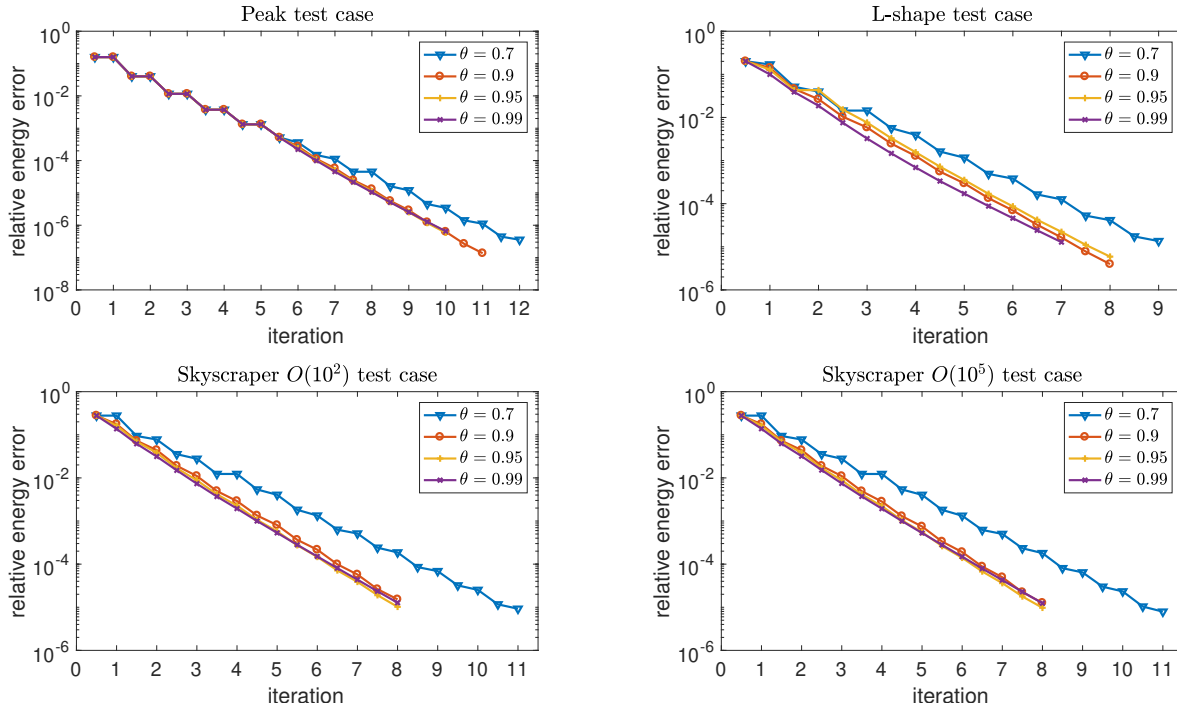 Peak test case
10^0
10^-2
10^-4
10^-6
10^-8
relative energy error
θ = 0.7
θ = 0.9
θ = 0.95
θ = 0.99
0 1 2 3 4 5 6 7 8 9 10 11 12
iteration
L-shape test case
10^0
10^-2
10^-4
10^-6
relative energy error
θ = 0.7
θ = 0.9
θ = 0.95
θ = 0.99
0 1 2 3 4 5 6 7 8 9
iteration
Skyscraper O(10^2) test case
10^0
10^-2
10^-4
10^-6
relative energy error
θ = 0.7
θ = 0.9
θ = 0.95
θ = 0.99
0 1 2 3 4 5 6 7 8 9 10 11
iteration
Skyscraper O(10^5) test case
10^0
10^-2
10^-4
10^-6
relative energy error
θ = 0.7
θ = 0.9
θ = 0.95
θ = 0.99
0 1 2 3 4 5 6 7 8 9 10 11
iteration